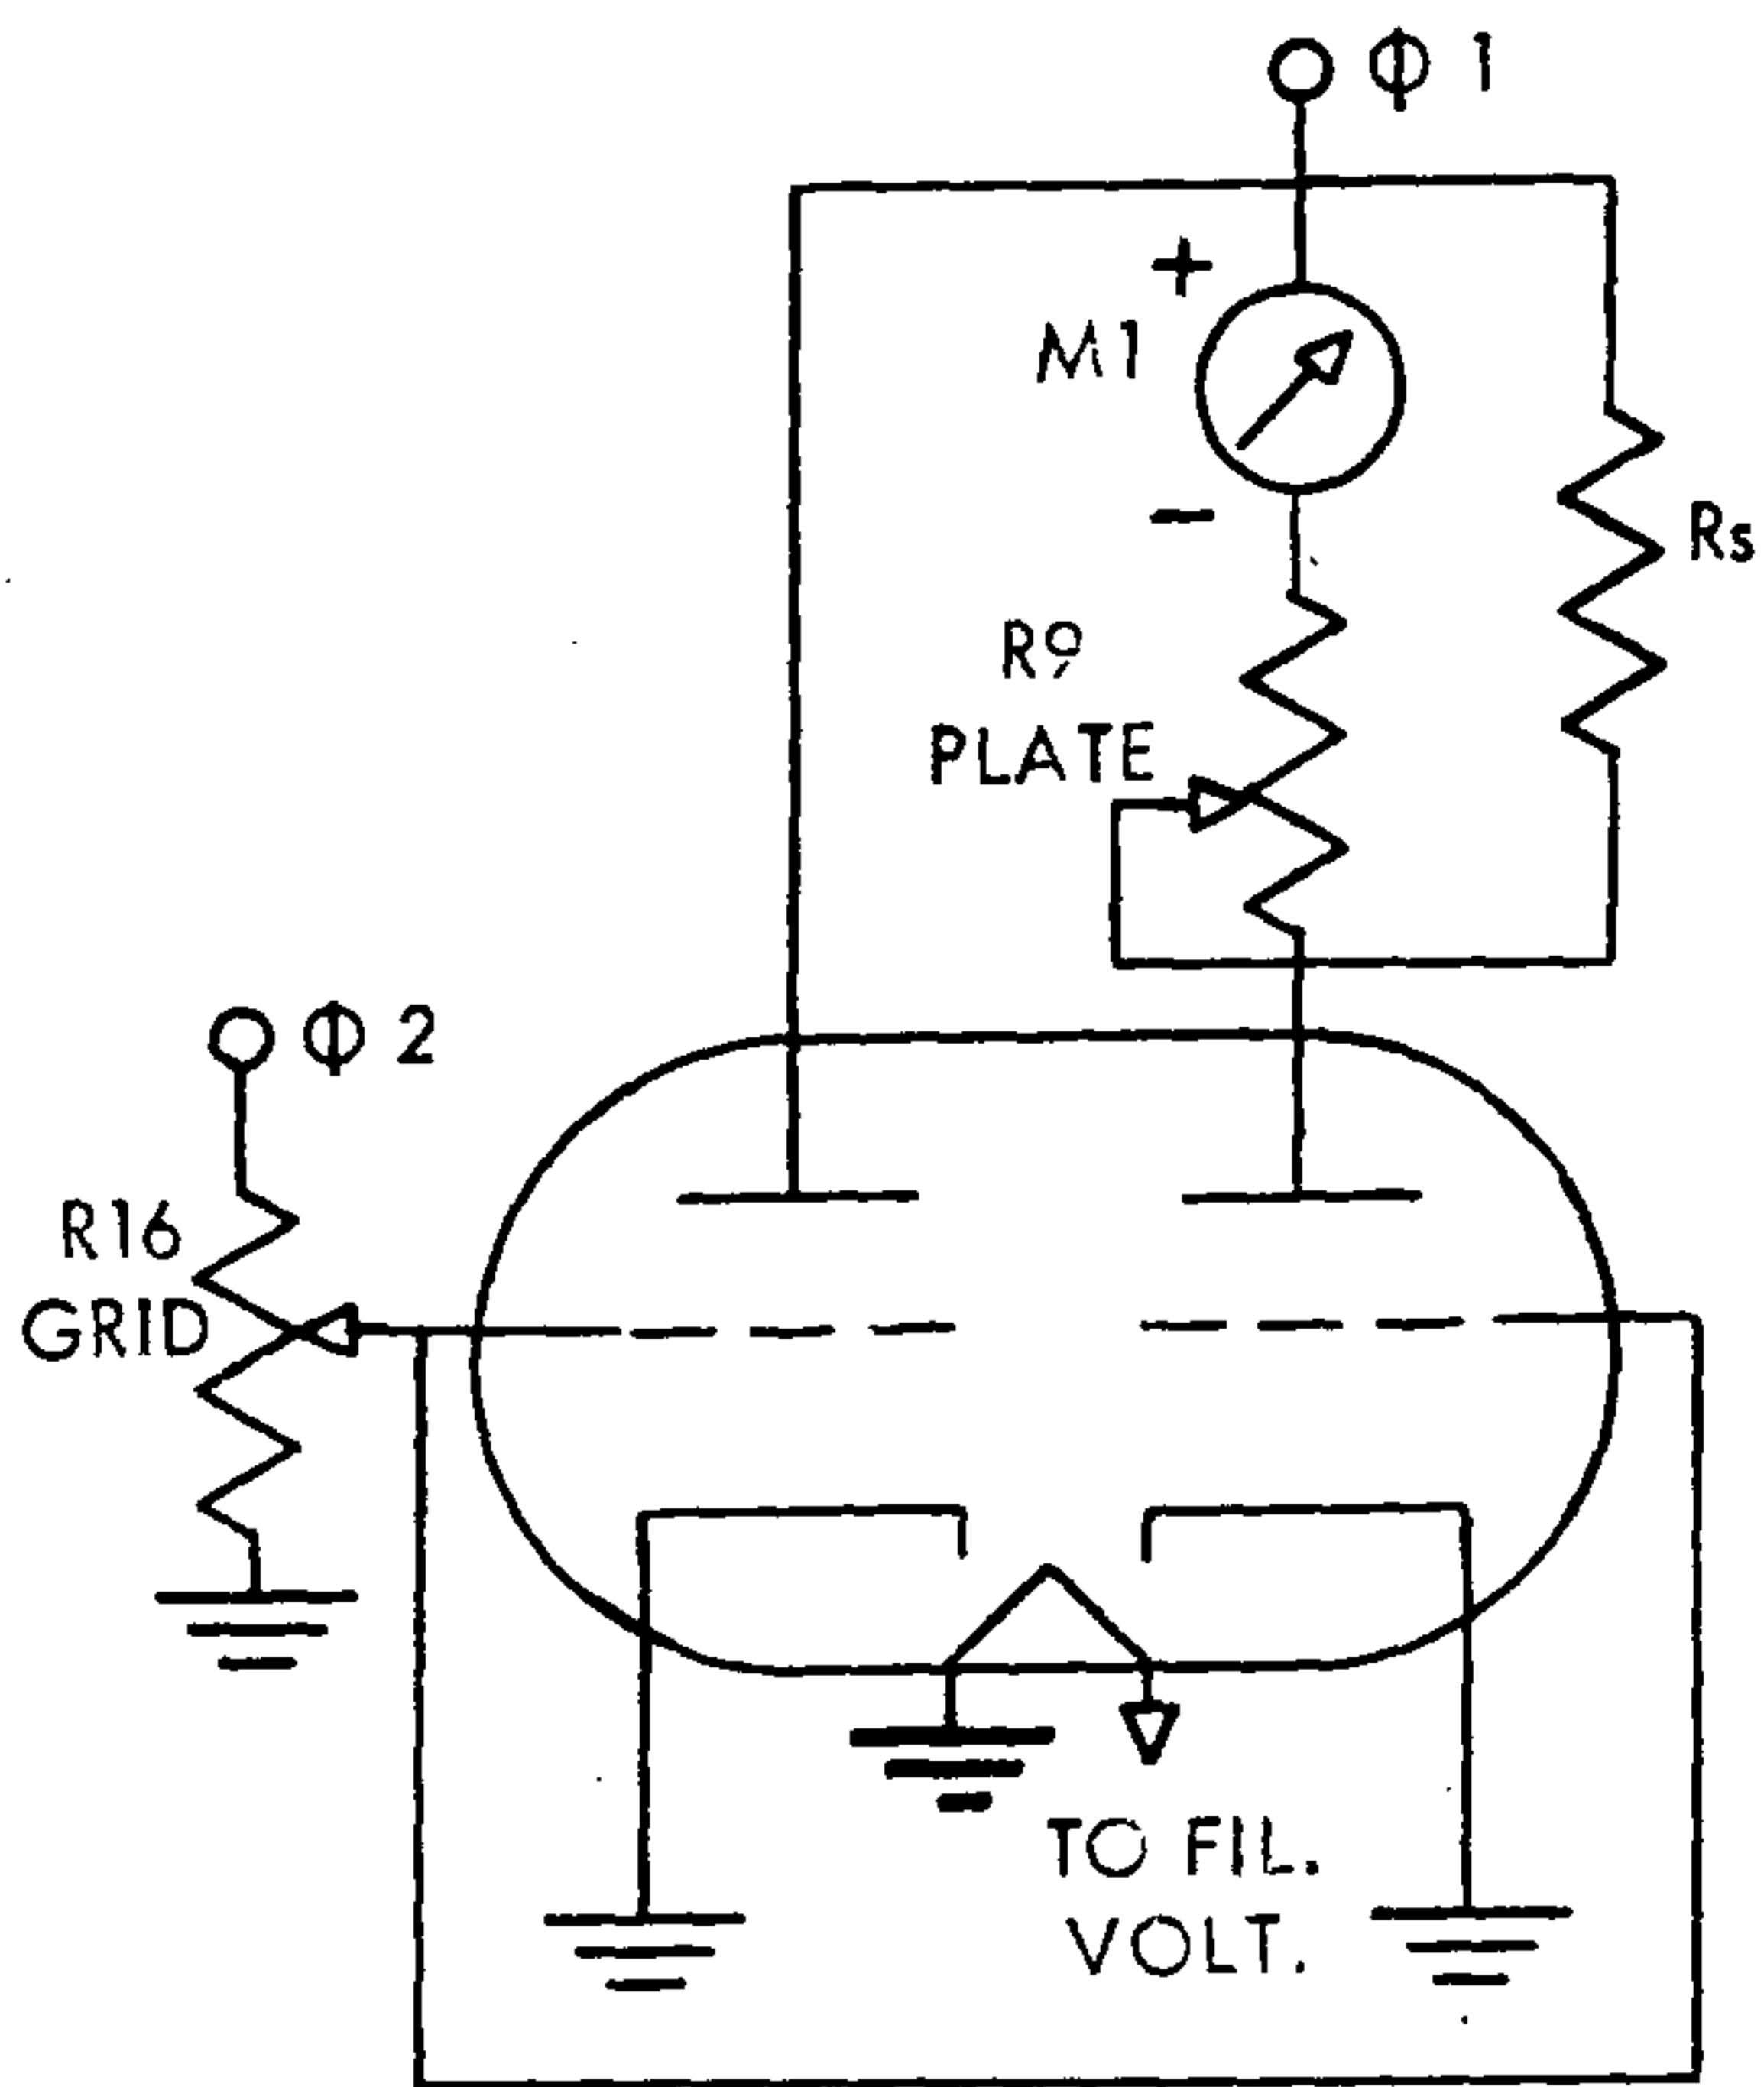 Φ 1
+
M1
−
Rs
R9
PLATE
Φ 2
R16
GRID
TO FIL.
VOLT.